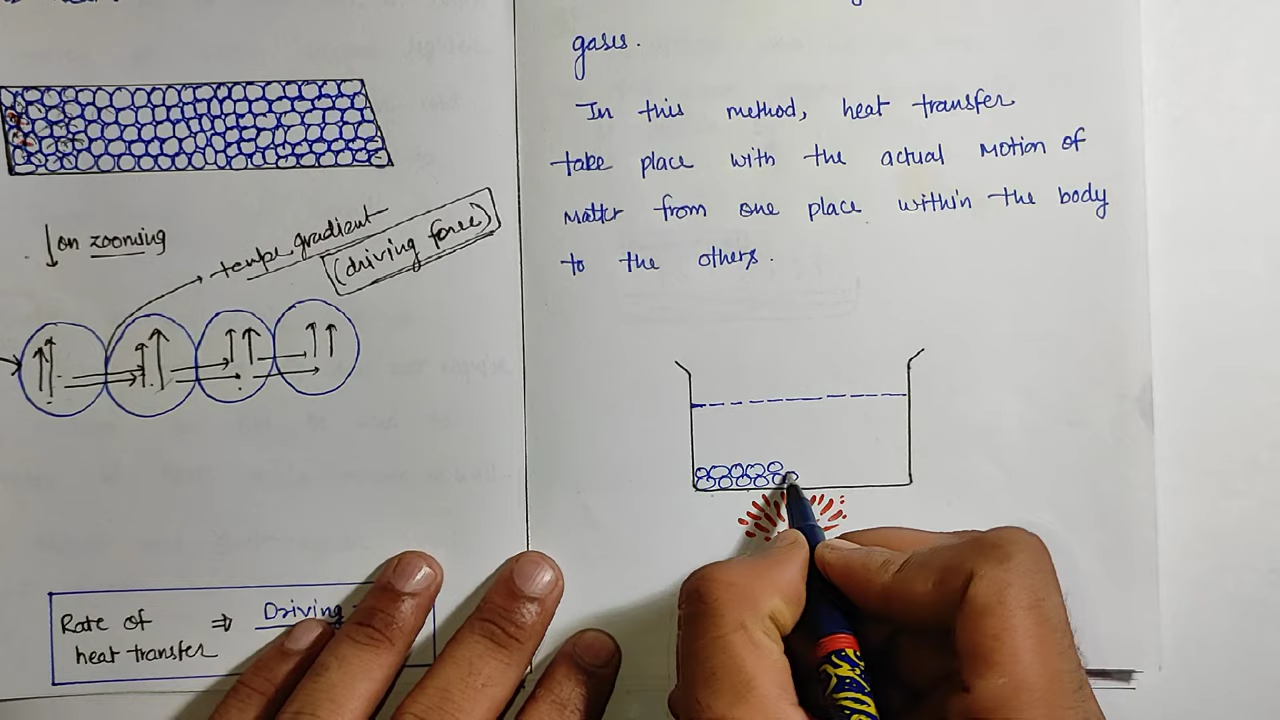 ↓ on zooming
tempe gradient
(driving force)
Rate of ⇒ Driving
heat transfer
gases.
In this method, heat transfer
take place with the actual motion of
matter from one place within the body
to the others.